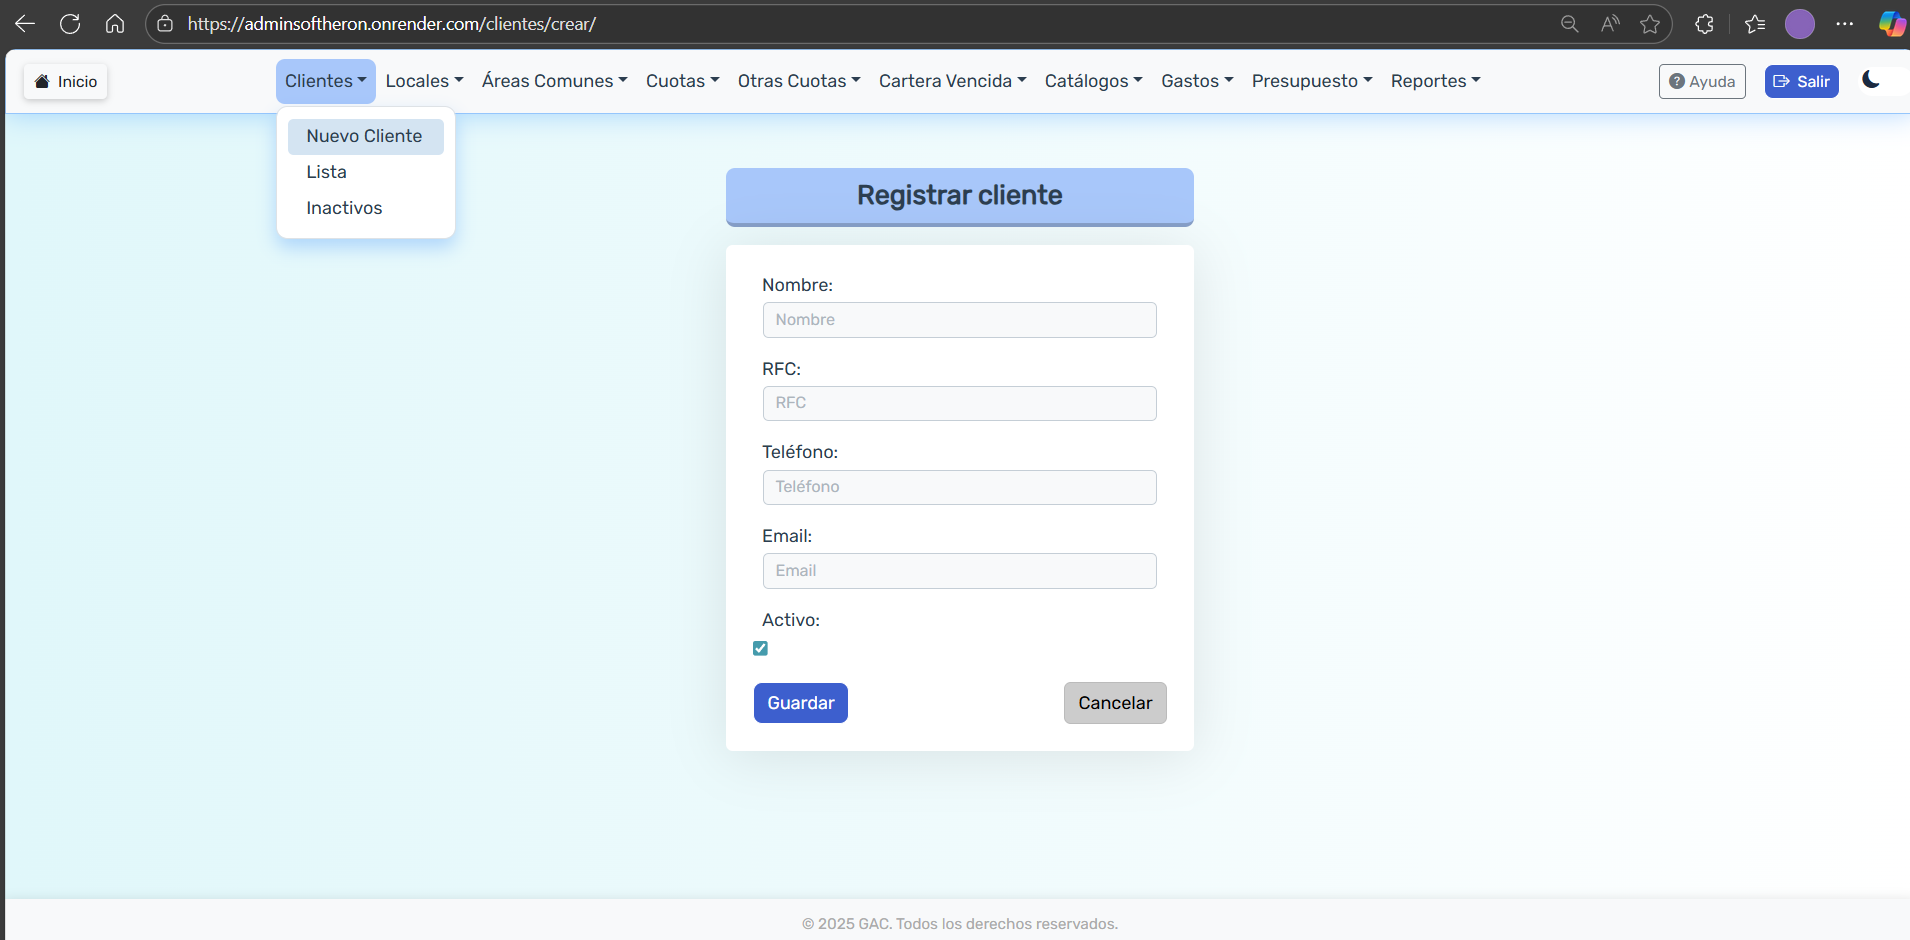 https://adminsoftheron.onrender.com/clientes/crear/
Inicio
Clientes Locales Áreas Comunes Cuotas Otras Cuotas Cartera Vencida Catálogos Gastos Presupuesto Reportes
Ayuda
Salir
Nuevo Cliente
Lista
Inactivos
Registrar cliente
Nombre:
Nombre
RFC:
RFC
Teléfono:
Teléfono
Email:
Email
Activo:
Guardar
Cancelar
© 2025 GAC. Todos los derechos reservados.